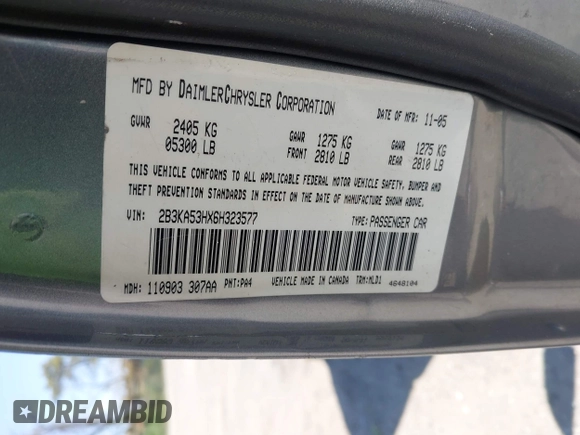 MFD BY DAIMLERCHRYSLER CORPORATION
DATE OF MFR: 11-05
GVWR 2405 KG 05300 LB
GAWR FRONT 1275 KG 2810 LB
GAWR REAR 1275 KG 2810 LB
THIS VEHICLE CONFORMS TO ALL APPLICABLE FEDERAL MOTOR VEHICLE SAFETY, BUMPER AND
THEFT PREVENTION STANDARDS IN EFFECT ON THE DATE OF MANUFACTURE SHOWN ABOVE.
VIN: 2B3KA53HX6H323577 TYPE: PASSENGER CAR
MDH: 110903 307AA PNT: PA4 VEHICLE MADE IN CANADA TRM: MLD1 4648104
DREAMBID